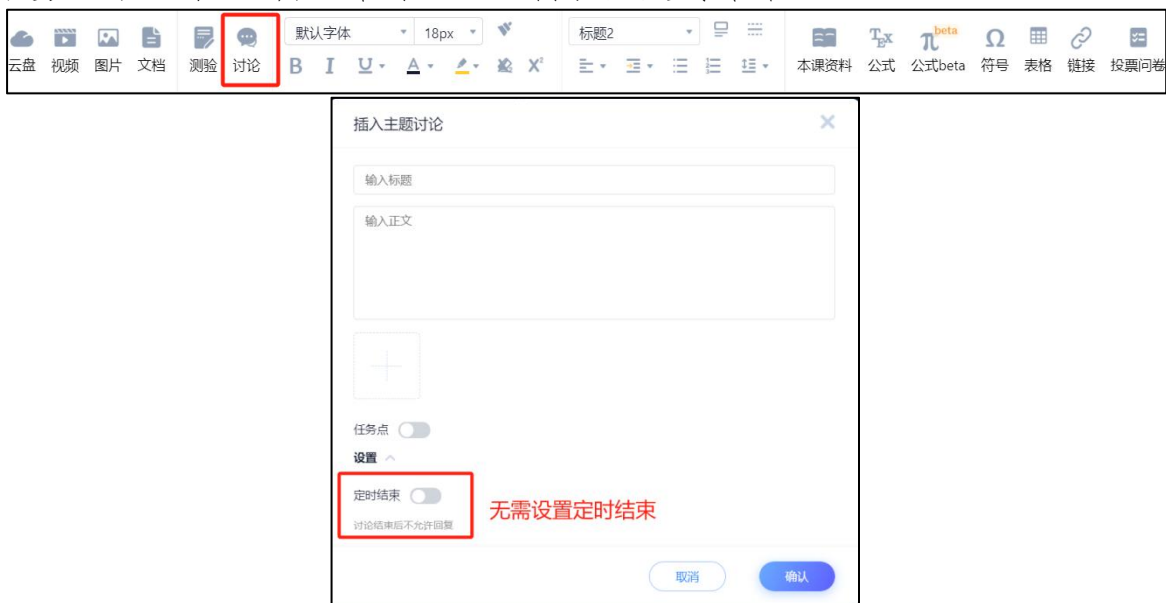 默认字体 18px 标题2
云盘 视频 图片 文档 测验 讨论 B I U A X² 本课资料 公式 公式beta 符号 表格 链接 投票问卷
插入主题讨论
输入标题
输入正文
任务点
设置
定时结束
无需设置定时结束
讨论结束后不允许回复
取消 确认